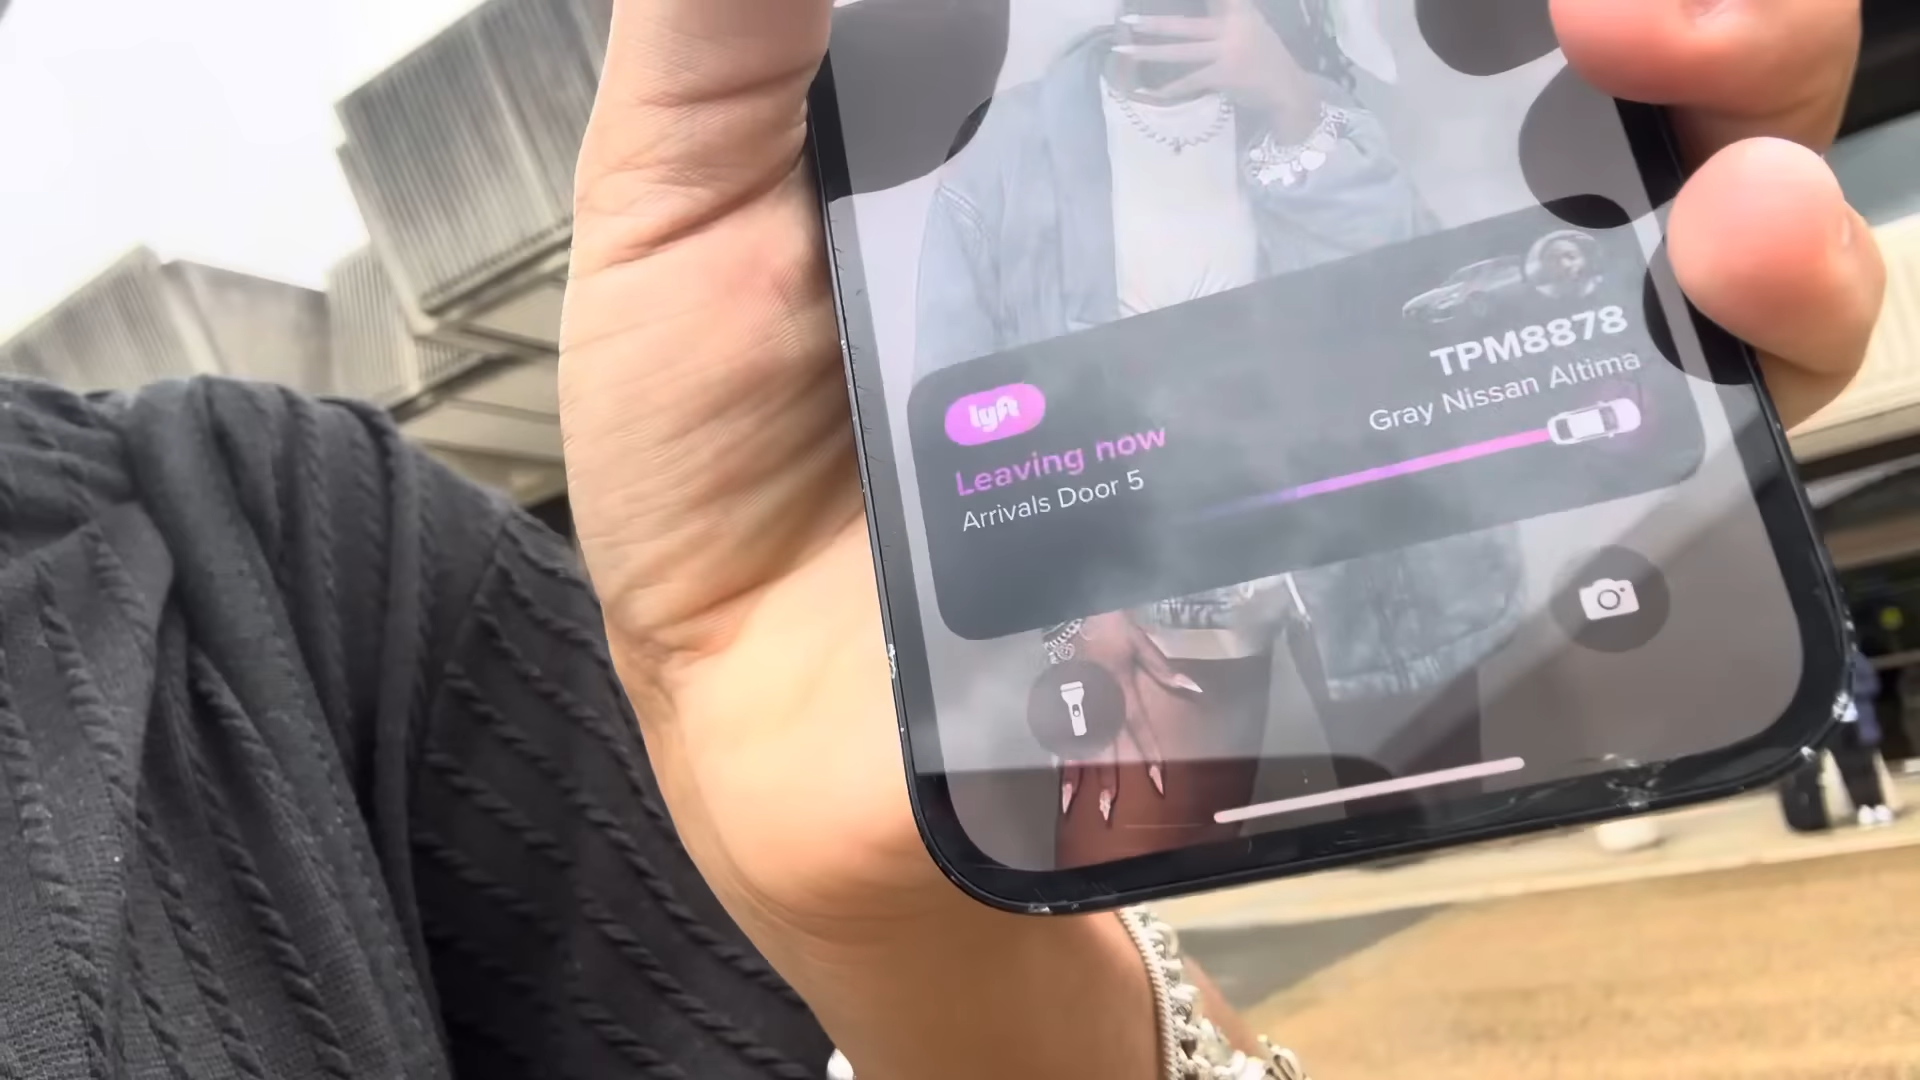 lyft
Leaving now
Arrivals Door 5
TPM8878
Gray Nissan Altima